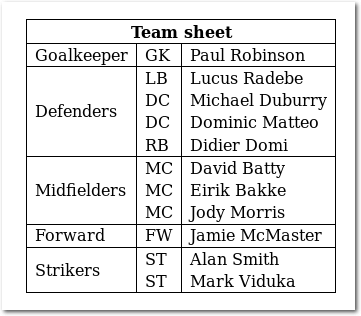 Team sheet
Goalkeeper GK Paul Robinson
Defenders
LB Lucus Radebe
DC Michael Duburry
DC Dominic Matteo
RB Didier Domi
Midfielders
MC David Batty
MC Eirik Bakke
MC Jody Morris
Forward FW Jamie McMaster
Strikers
ST Alan Smith
ST Mark Viduka